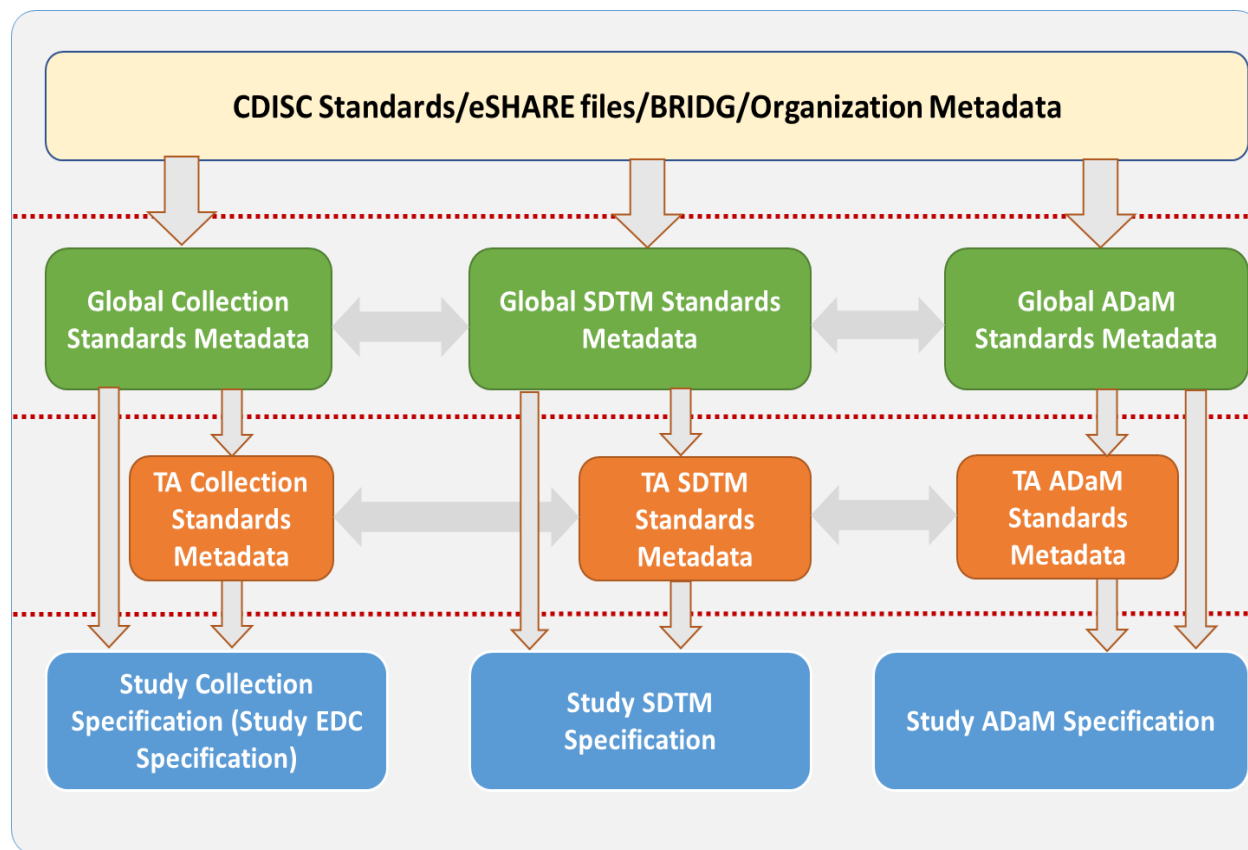 CDISC Standards/eSHARE files/BRIDG/Organization Metadata
Global Collection
Standards Metadata
Global SDTM Standards
Metadata
Global ADaM
Standards Metadata
TA Collection
Standards
Metadata
TA SDTM
Standards
Metadata
TA ADaM
Standards
Metadata
Study Collection
Specification (Study EDC
Specification)
Study SDTM
Specification
Study ADaM Specification